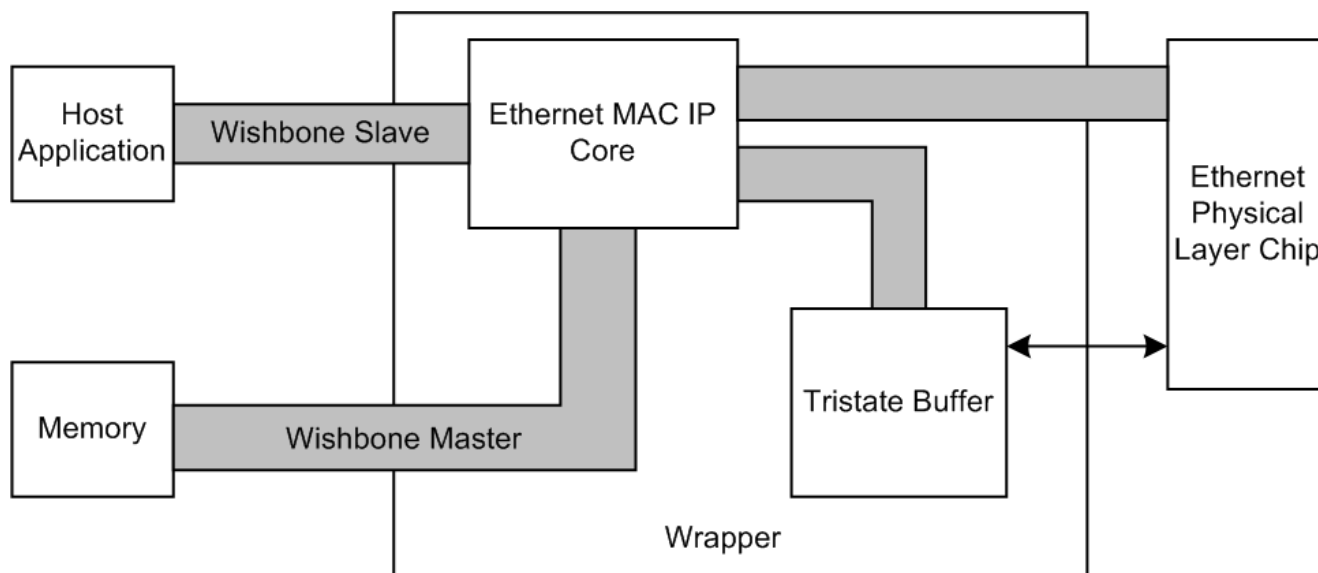 Host
Application
Wishbone Slave
Ethernet MAC IP
Core
Ethernet
Physical
Layer Chip
Memory
Wishbone Master
Tristate Buffer
Wrapper